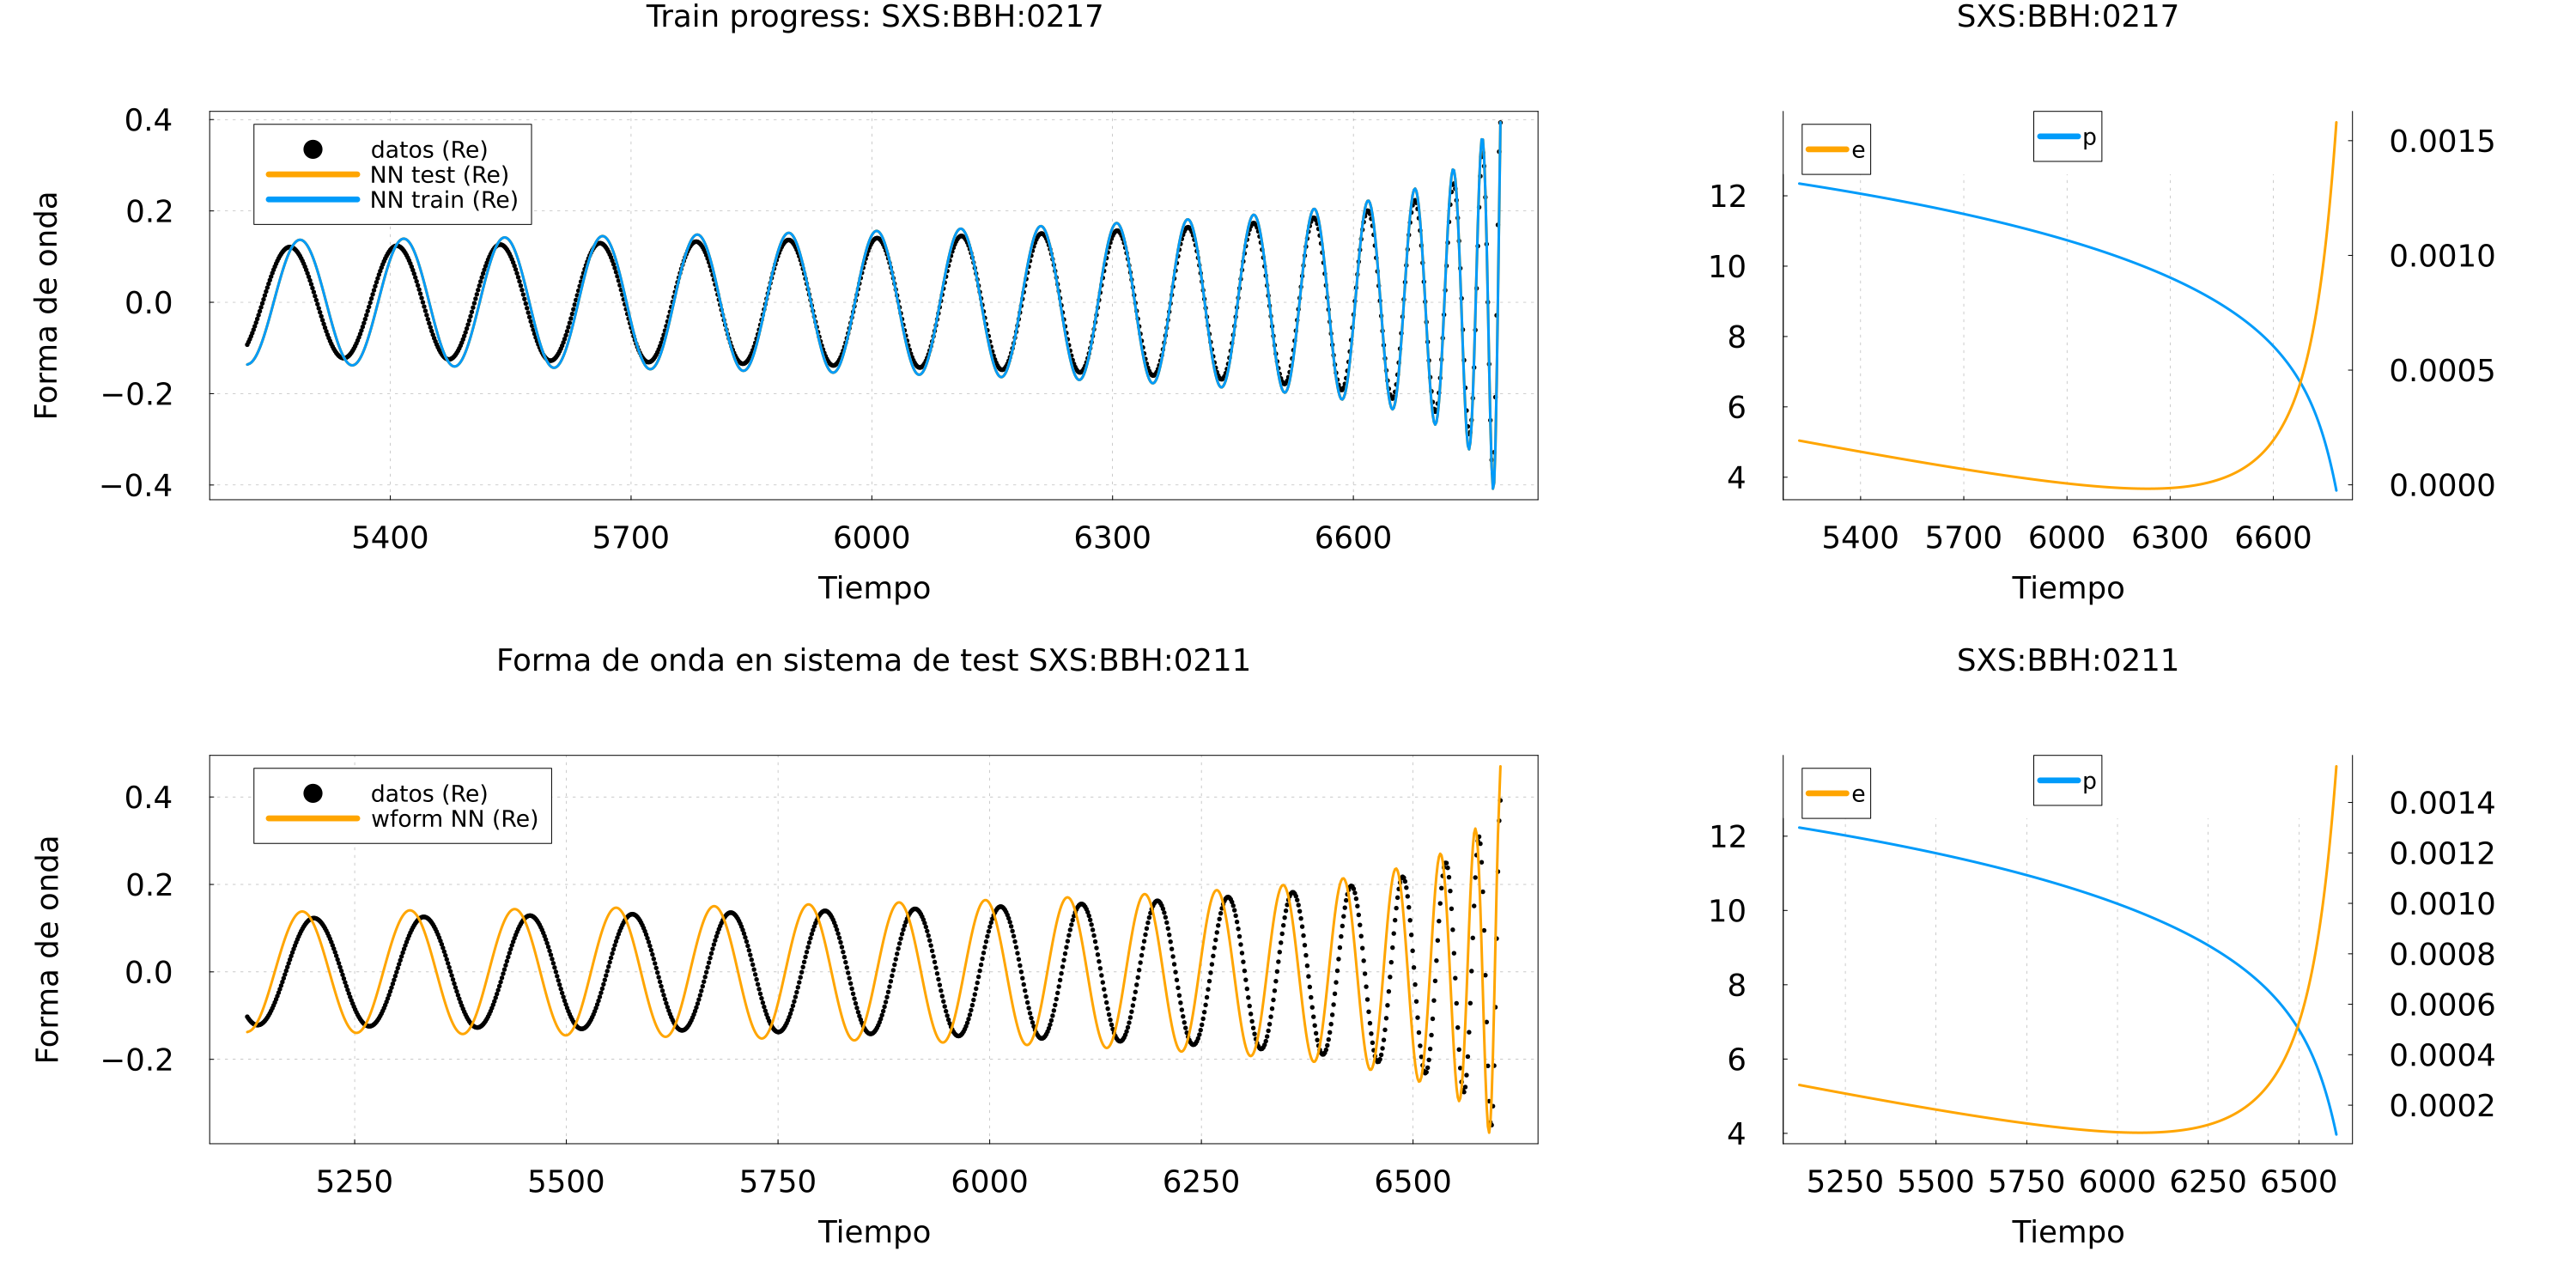 Train progress: SXS:BBH:0217
SXS:BBH:0217
Forma de onda
0.4
0.2
0.0
−0.2
−0.4
datos (Re)
NN test (Re)
NN train (Re)
5400 5700 6000 6300 6600
Tiempo
12
10
8
6
4
e
p
0.0015
0.0010
0.0005
0.0000
5400 5700 6000 6300 6600
Tiempo
Forma de onda en sistema de test SXS:BBH:0211
SXS:BBH:0211
Forma de onda
0.4
0.2
0.0
−0.2
datos (Re)
wform NN (Re)
5250 5500 5750 6000 6250 6500
Tiempo
12
10
8
6
4
e
p
0.0014
0.0012
0.0010
0.0008
0.0006
0.0004
0.0002
5250 5500 5750 6000 6250 6500
Tiempo